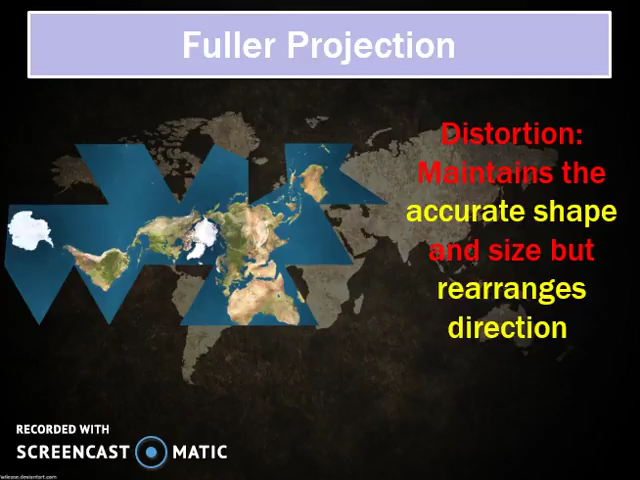 Fuller Projection
Distortion:
Maintains the
accurate shape
and size but
rearranges
direction
RECORDED WITH
SCREENCAST MATIC